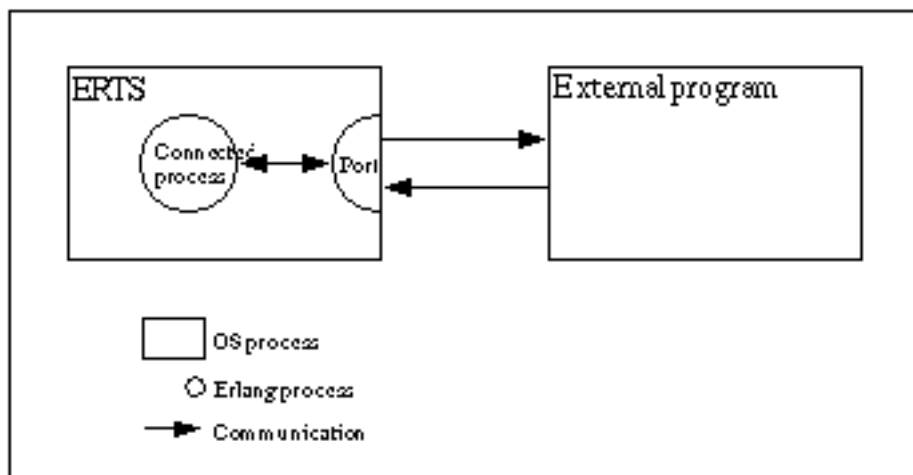 ERTS
External program
Connected
process
Port
OS process
Erlang process
Communication